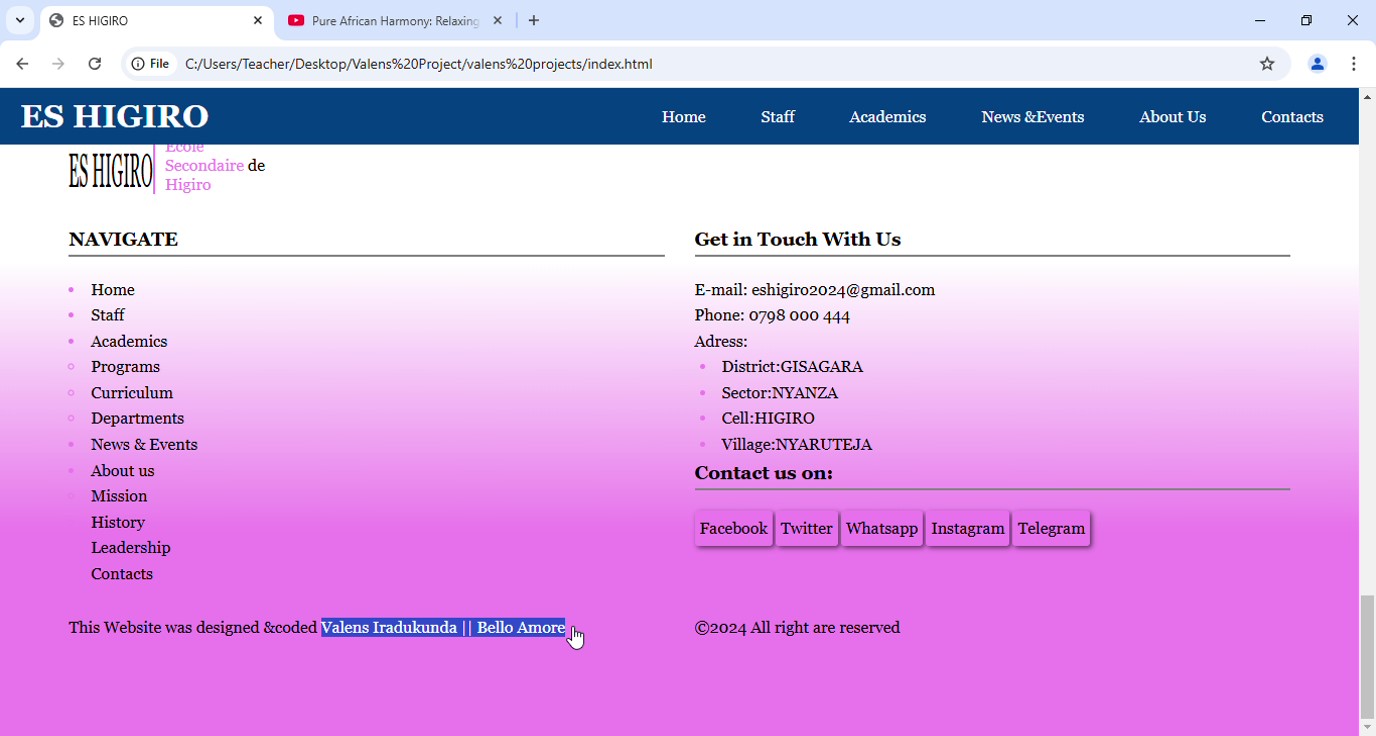 ES HIGIRO
Pure African Harmony: Relaxing
File
C:/Users/Teacher/Desktop/Valens%20Project/valens%20projects/index.html
ES HIGIRO
Home
Staff
Academics
News &Events
About Us
Contacts
ES HIGIRO
Ecole
Secondaire de
Higiro
NAVIGATE
Home
Staff
Academics
Programs
Curriculum
Departments
News & Events
About us
Mission
History
Leadership
Contacts
Get in Touch With Us
E-mail: eshigiro2024@gmail.com
Phone: 0798 000 444
Adress:
District:GISAGARA
Sector:NYANZA
Cell:HIGIRO
Village:NYARUTEJA
Contact us on:
Facebook
Twitter
Whatsapp
Instagram
Telegram
This Website was designed &coded Valens Iradukunda || Bello Amore
©2024 All right are reserved